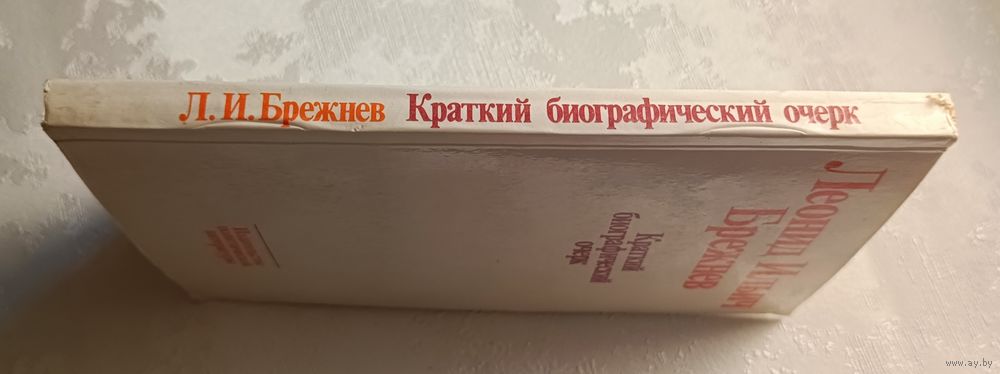 Л. И. Брежнев Краткий биографический очерк
Леонид Ильич
Брежнев
Краткий
биографический
очерк
www.ay.by